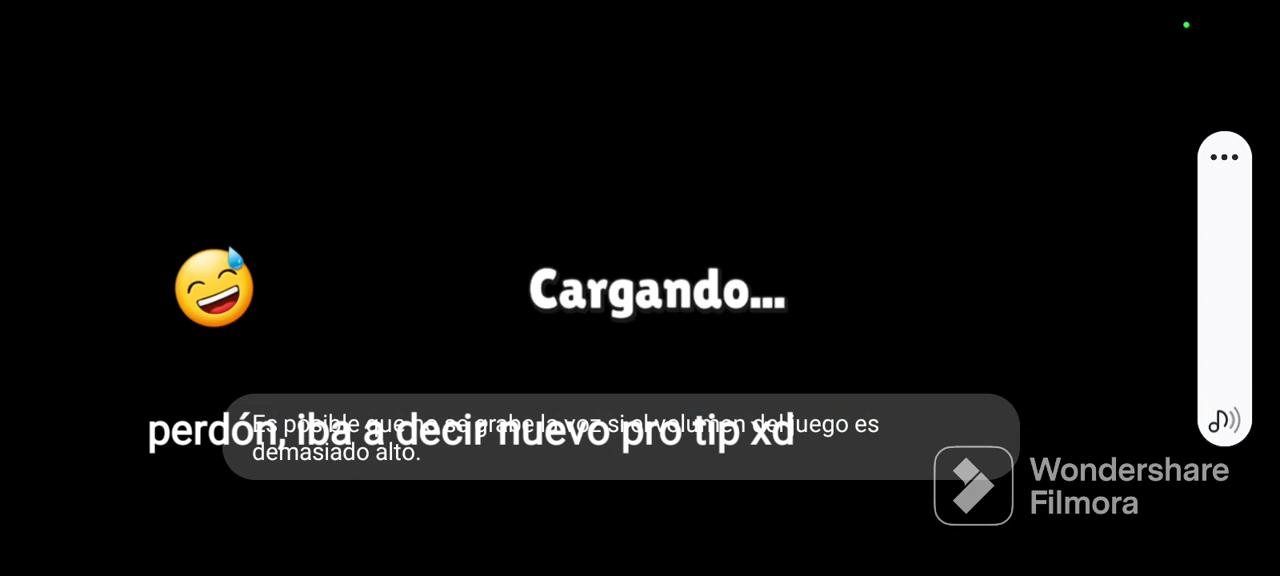 Cargando...
Es posible que no se grabe la voz si el volumen del juego es
demasiado alto.
perdón, iba a decir nuevo pro tip xd
Wondershare
Filmora